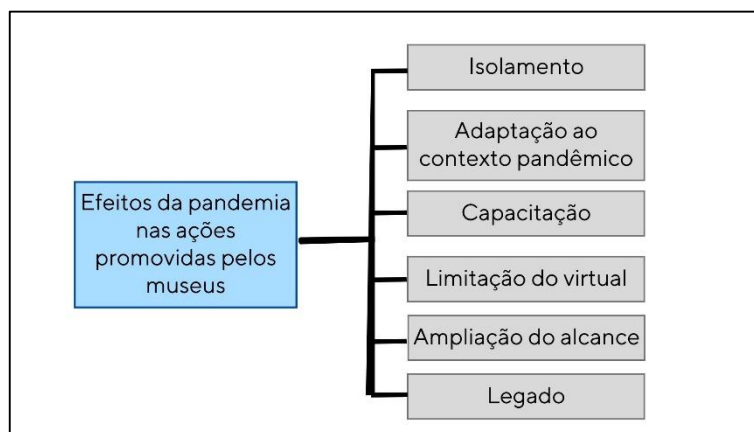 Efeitos da pandemia
nas ações
promovidas pelos
museus
Isolamento
Adaptação ao
contexto pandêmico
Capacitação
Limitação do virtual
Ampliação do alcance
Legado